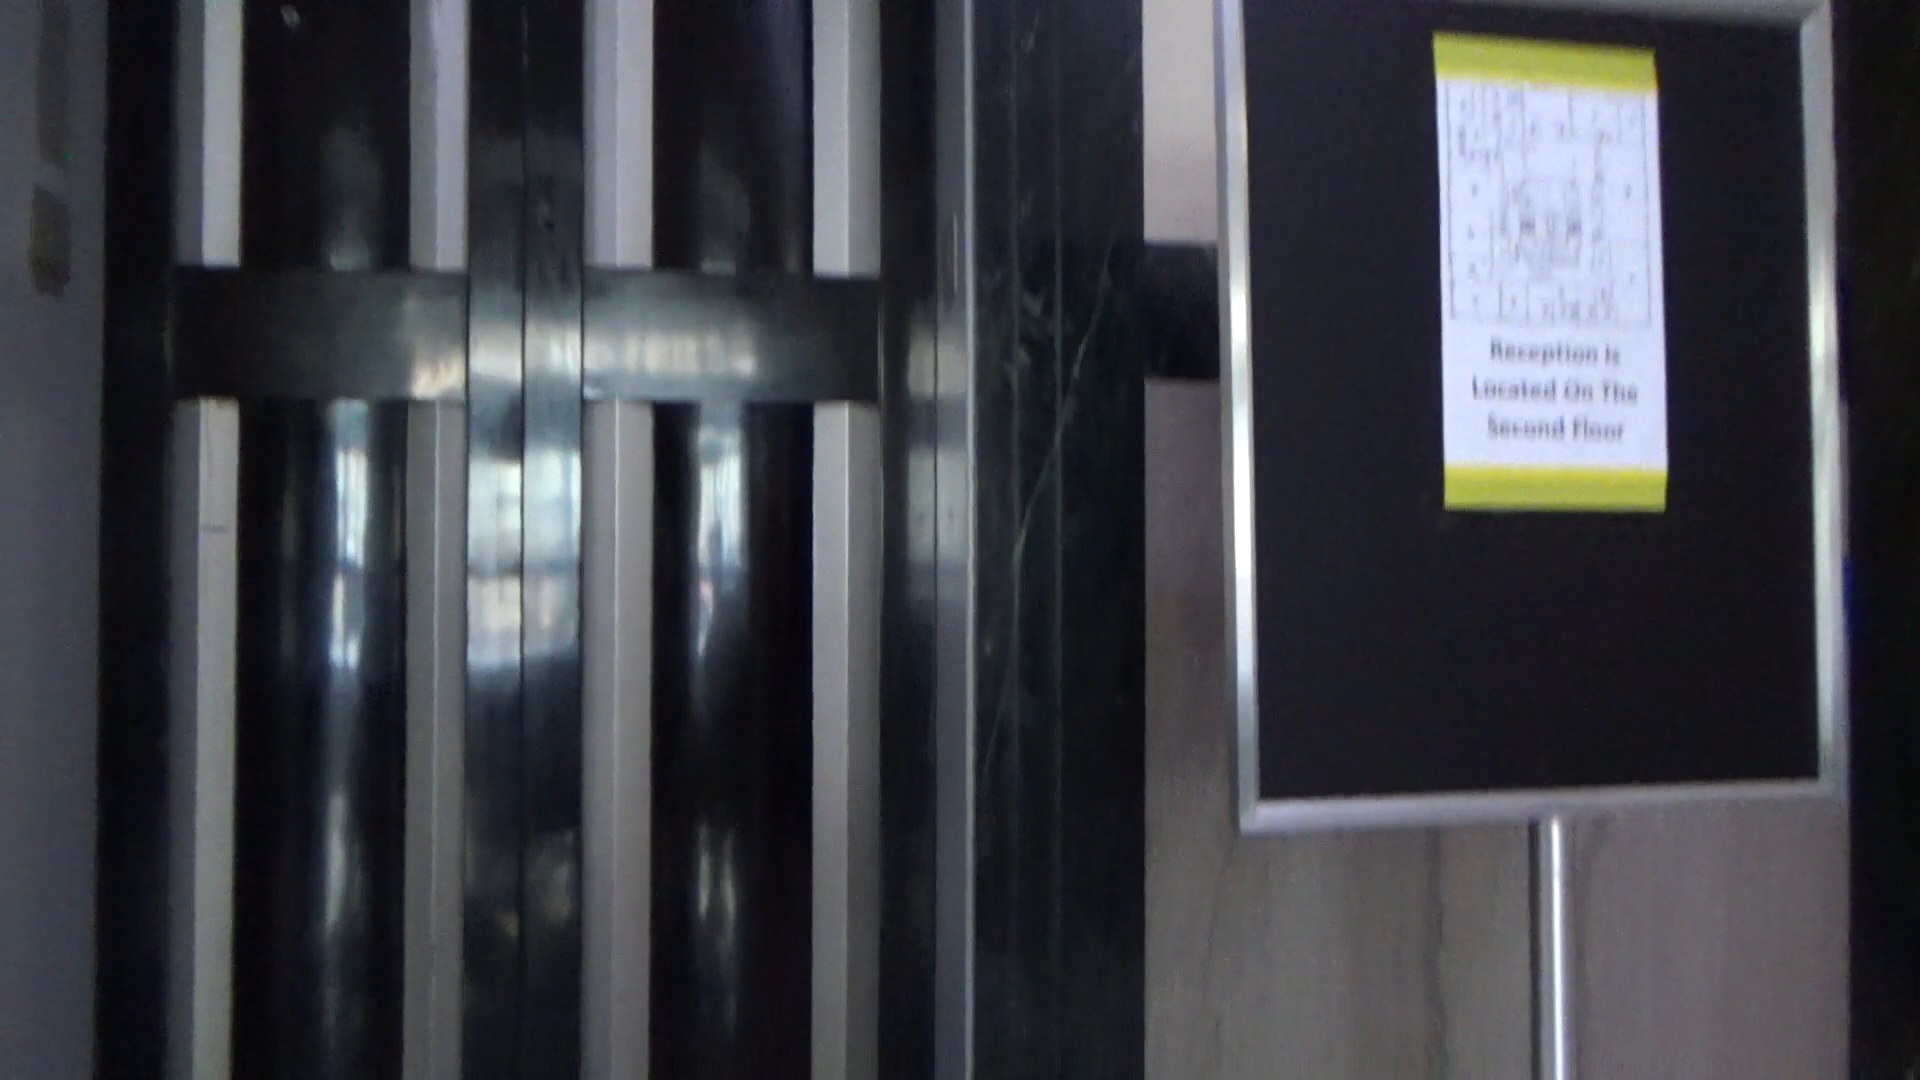 Reception is
Located On The
Second Floor